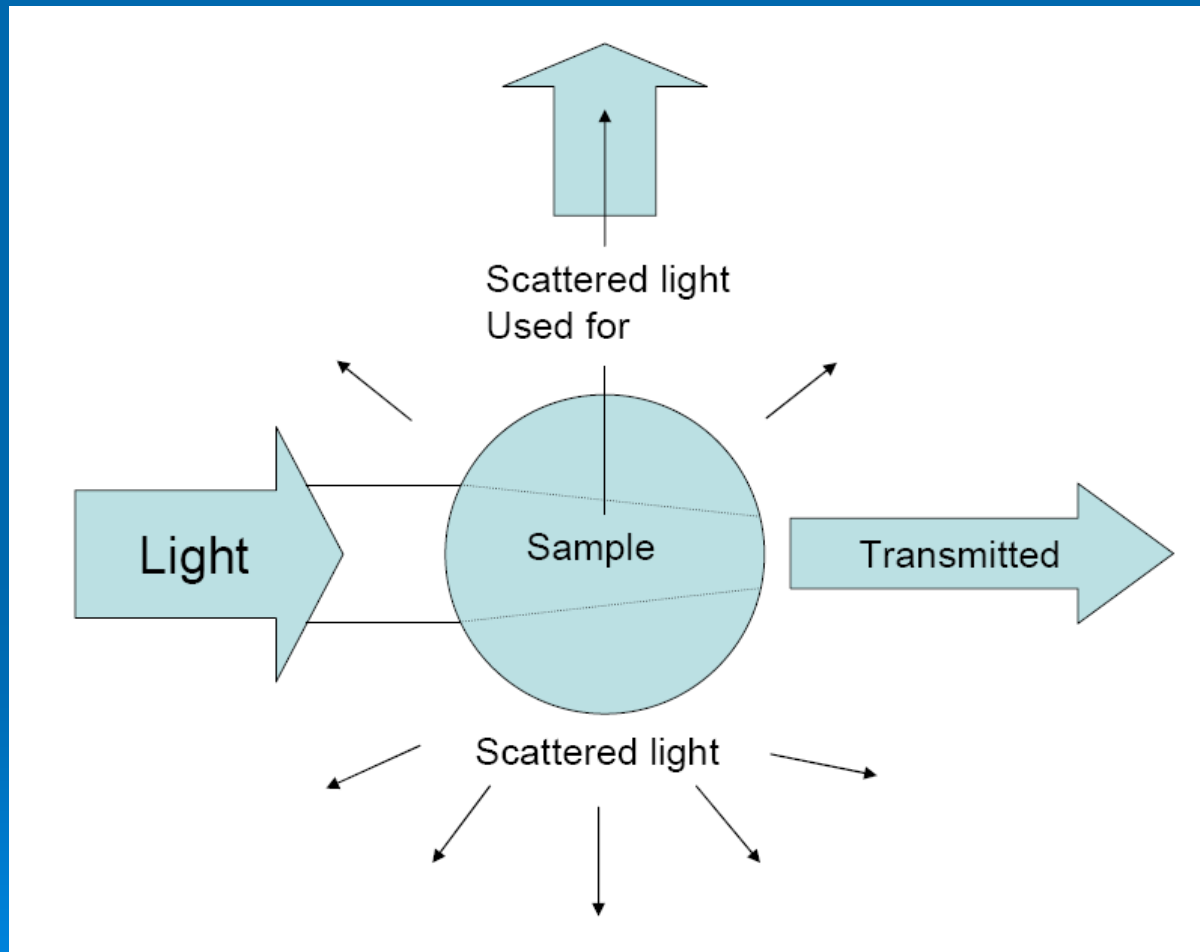 Scattered light
Used for
Light
Sample
Transmitted
Scattered light